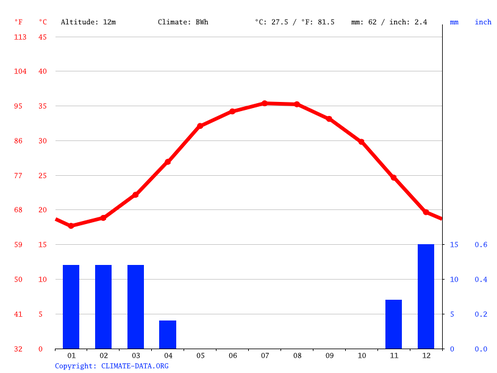 °F °C Altitude: 12m Climate: BWh °C: 27.5 / °F: 81.5 mm: 62 / inch: 2.4 mm inch
113 45
104 40
95 35
86 30
77 25
68 20
59 15 15 0.6
50 10 10 0.4
41 5 5 0.2
32 0 0 0.0
01 02 03 04 05 06 07 08 09 10 11 12
Copyright: CLIMATE-DATA.ORG